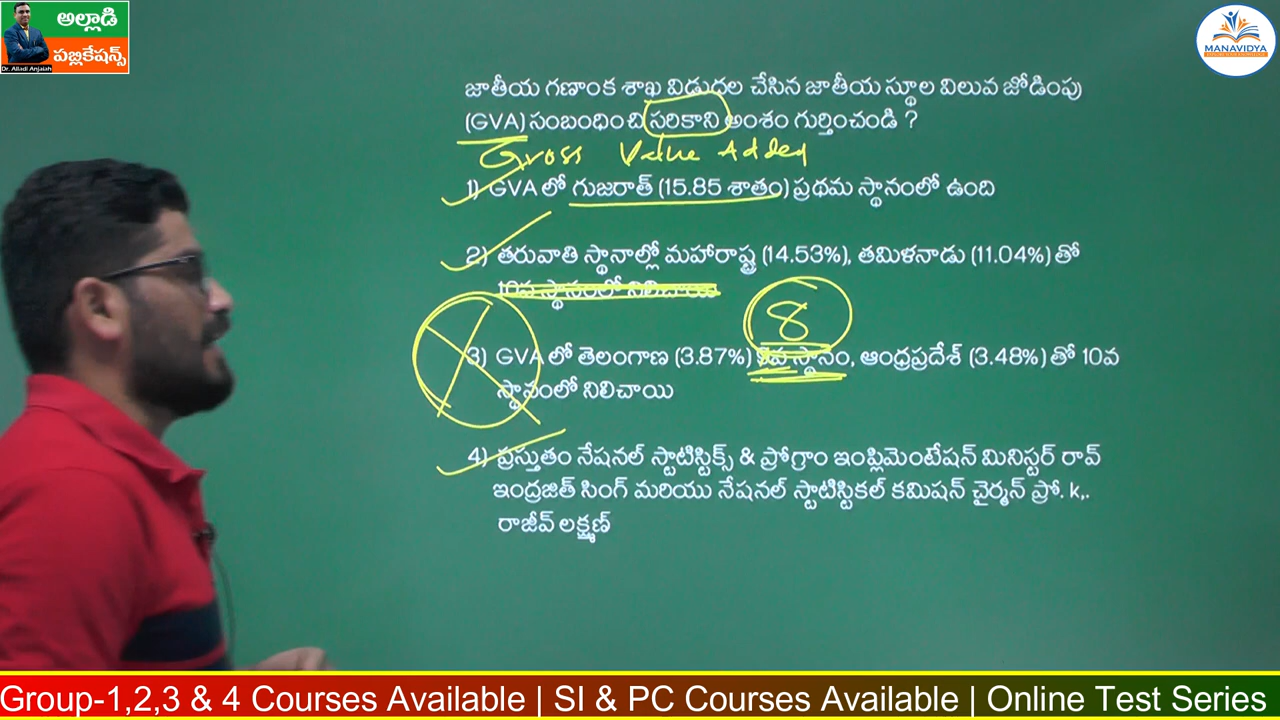 అల్లాడి
పబ్లికేషన్స్
Dr. Alladi Anjaiah
MANAVIDYA
జాతీయ గణాంక శాఖ విడుదల చేసిన జాతీయ స్థూల విలువ జోడింపు
(GVA) సంబంధించి సరికాని అంశం గుర్తించండి ?
Gross Value Added
1) GVA లో గుజరాత్ (15.85 శాతం) ప్రథమ స్థానంలో ఉంది
2) తరువాతి స్థానాల్లో మహారాష్ట్ర (14.53%), తమిళనాడు (11.04%) తో
10వ స్థానంలో నిలిచాయి
8
3) GVA లో తెలంగాణ (3.87%) 9వ స్థానం, ఆంధ్రప్రదేశ్ (3.48%) తో 10వ
స్థానంలో నిలిచాయి
4) ప్రస్తుతం నేషనల్ స్టాటిస్టిక్స్ & ప్రోగ్రాం ఇంప్లిమెంటేషన్ మినిస్టర్ రావ్
ఇంద్రజిత్ సింగ్ మరియు నేషనల్ స్టాటిస్టికల్ కమిషన్ చైర్మన్ ప్రో. k,.
రాజీవ్ లక్ష్మణ్
Group-1,2,3 & 4 Courses Available | SI & PC Courses Available | Online Test Series